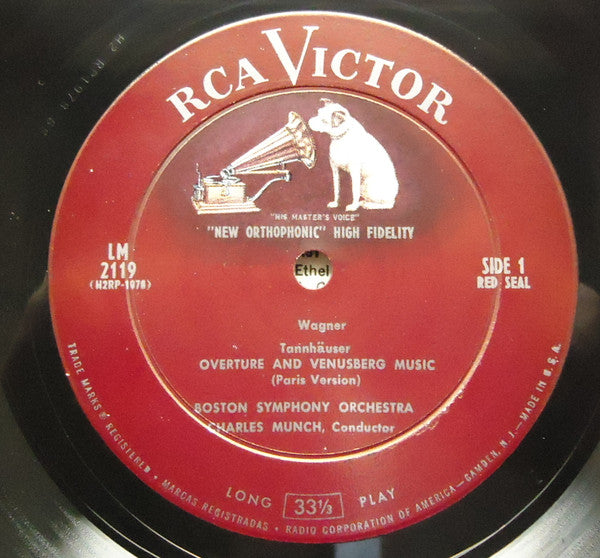 RCA VICTOR
"HIS MASTER'S VOICE"
"NEW ORTHOPHONIC" HIGH FIDELITY
LM
2119
(H2RP-1978)
SIDE 1
RED SEAL
Ethel
Wagner
Tannhäuser
OVERTURE AND VENUSBERG MUSIC
(Paris Version)
BOSTON SYMPHONY ORCHESTRA
CHARLES MUNCH, Conductor
LONG 33⅓ PLAY
TRADE MARKS ® REGISTERED • MARCAS REGISTRADAS • RADIO CORPORATION OF AMERICA—CAMDEN, N. J.—MADE IN U.S.A.